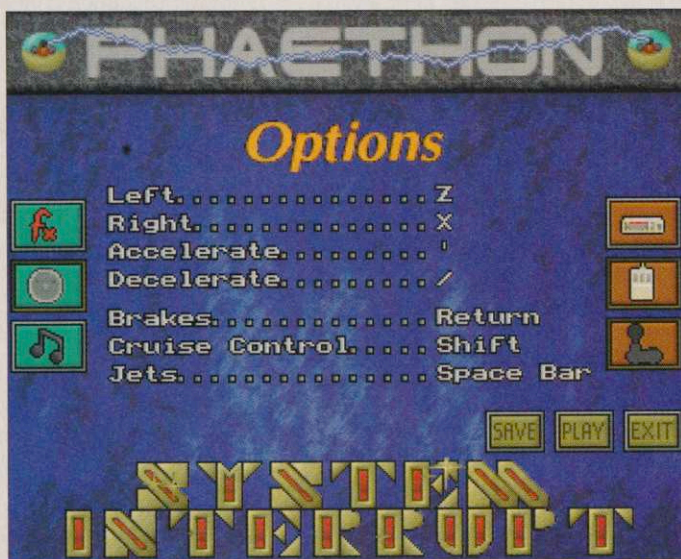 PHAETHON
Options
Left................Z
Right...............X
Accelerate..........'
Decelerate........../
Brakes..............Return
Cruise Control.....Shift
Jets................Space Bar
fx
SAVE PLAY EXIT
SYSTEM
INTERRUPT